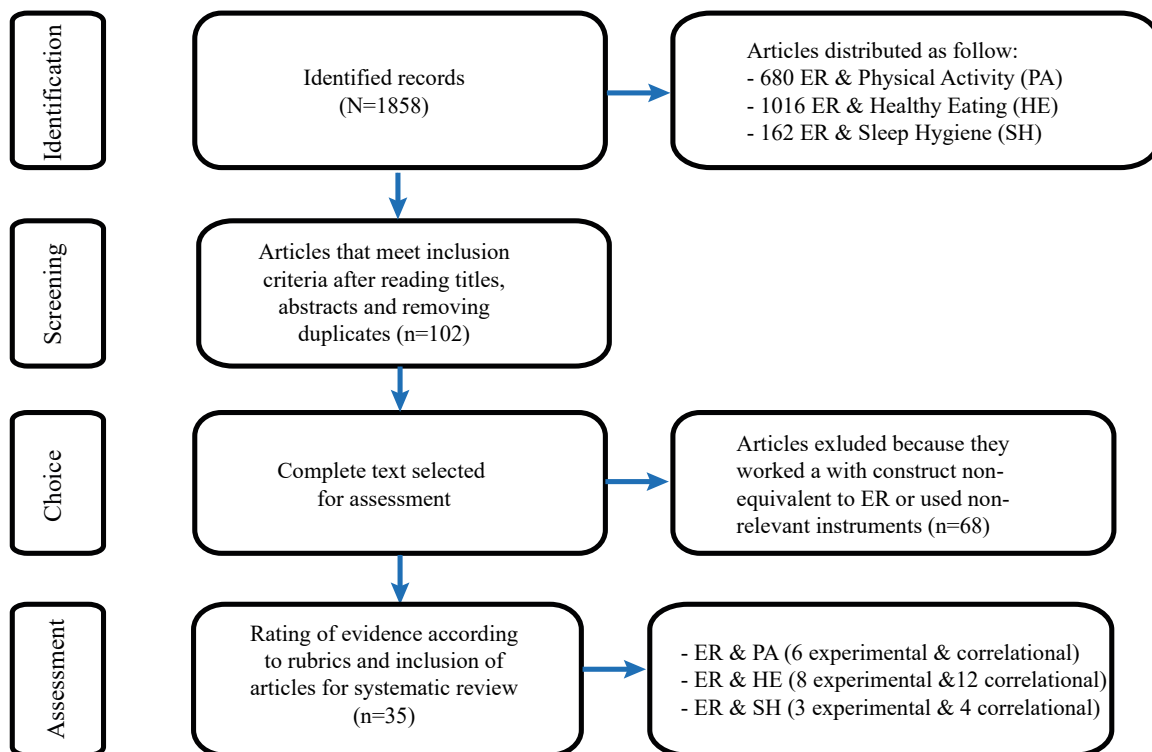 Identification
Identified records
(N=1858)
Articles distributed as follow:
- 680 ER & Physical Activity (PA)
- 1016 ER & Healthy Eating (HE)
- 162 ER & Sleep Hygiene (SH)
Screening
Articles that meet inclusion
criteria after reading titles,
abstracts and removing
duplicates (n=102)
Choice
Complete text selected
for assessment
Articles exluded because they
worked a with construct non-
equivalent to ER or used non-
relevant instruments (n=68)
Assessment
Rating of evidence according
to rubrics and inclusion of
articles for systematic review
(n=35)
- ER & PA (6 experimental & correlational)
- ER & HE (8 experimental &12 correlational)
- ER & SH (3 experimental & 4 correlational)